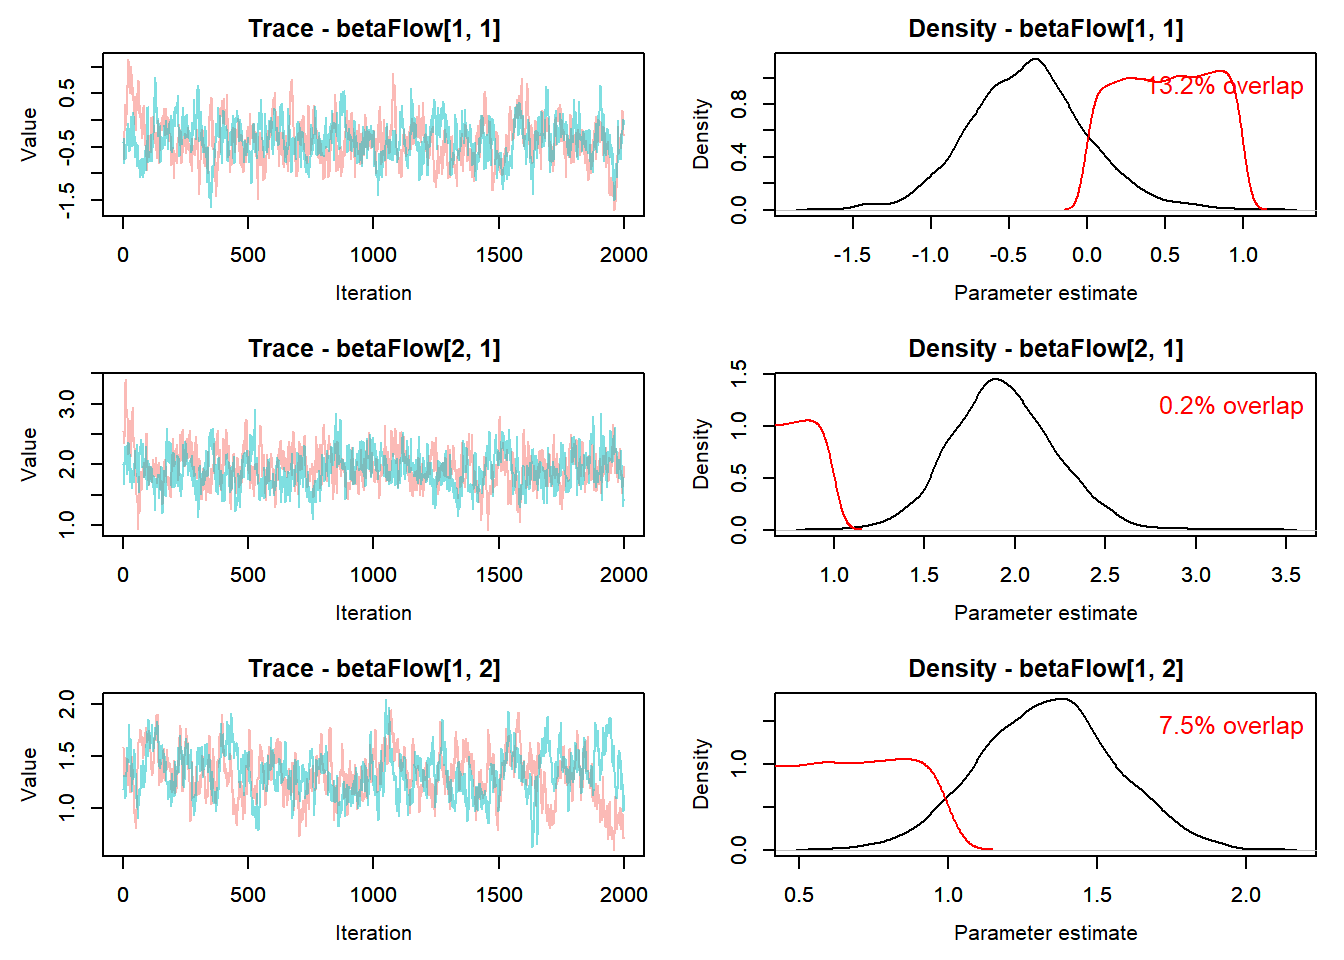 Trace - betaFlow[1, 1]
Value
-1.5 -0.5 0.5
0 500 1000 1500 2000
Iteration
Density - betaFlow[1, 1]
13.2% overlap
Density
0.0 0.4 0.8
-1.5 -1.0 -0.5 0.0 0.5 1.0
Parameter estimate
Trace - betaFlow[2, 1]
Value
1.0 2.0 3.0
0 500 1000 1500 2000
Iteration
Density - betaFlow[2, 1]
0.2% overlap
Density
0.0 0.5 1.0 1.5
1.0 1.5 2.0 2.5 3.0 3.5
Parameter estimate
Trace - betaFlow[1, 2]
Value
1.0 1.5 2.0
0 500 1000 1500 2000
Iteration
Density - betaFlow[1, 2]
7.5% overlap
Density
0.0 1.0
0.5 1.0 1.5 2.0
Parameter estimate